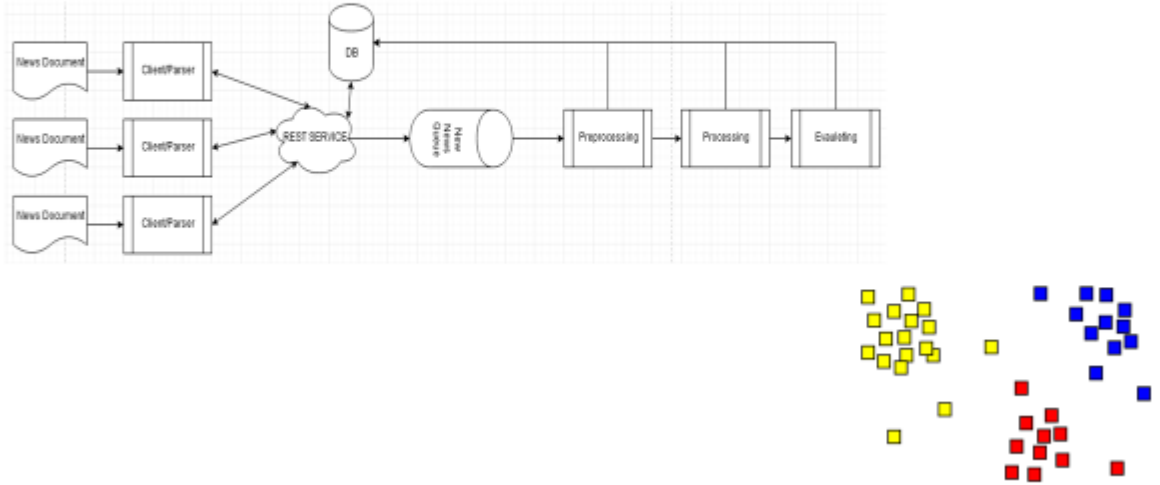 News Document
Client/Parser
DB
News Document
Client/Parser
REST SERVICE
New
News
Queue
Preprocessing
Processing
Evauleting
News Document
Client/Parser